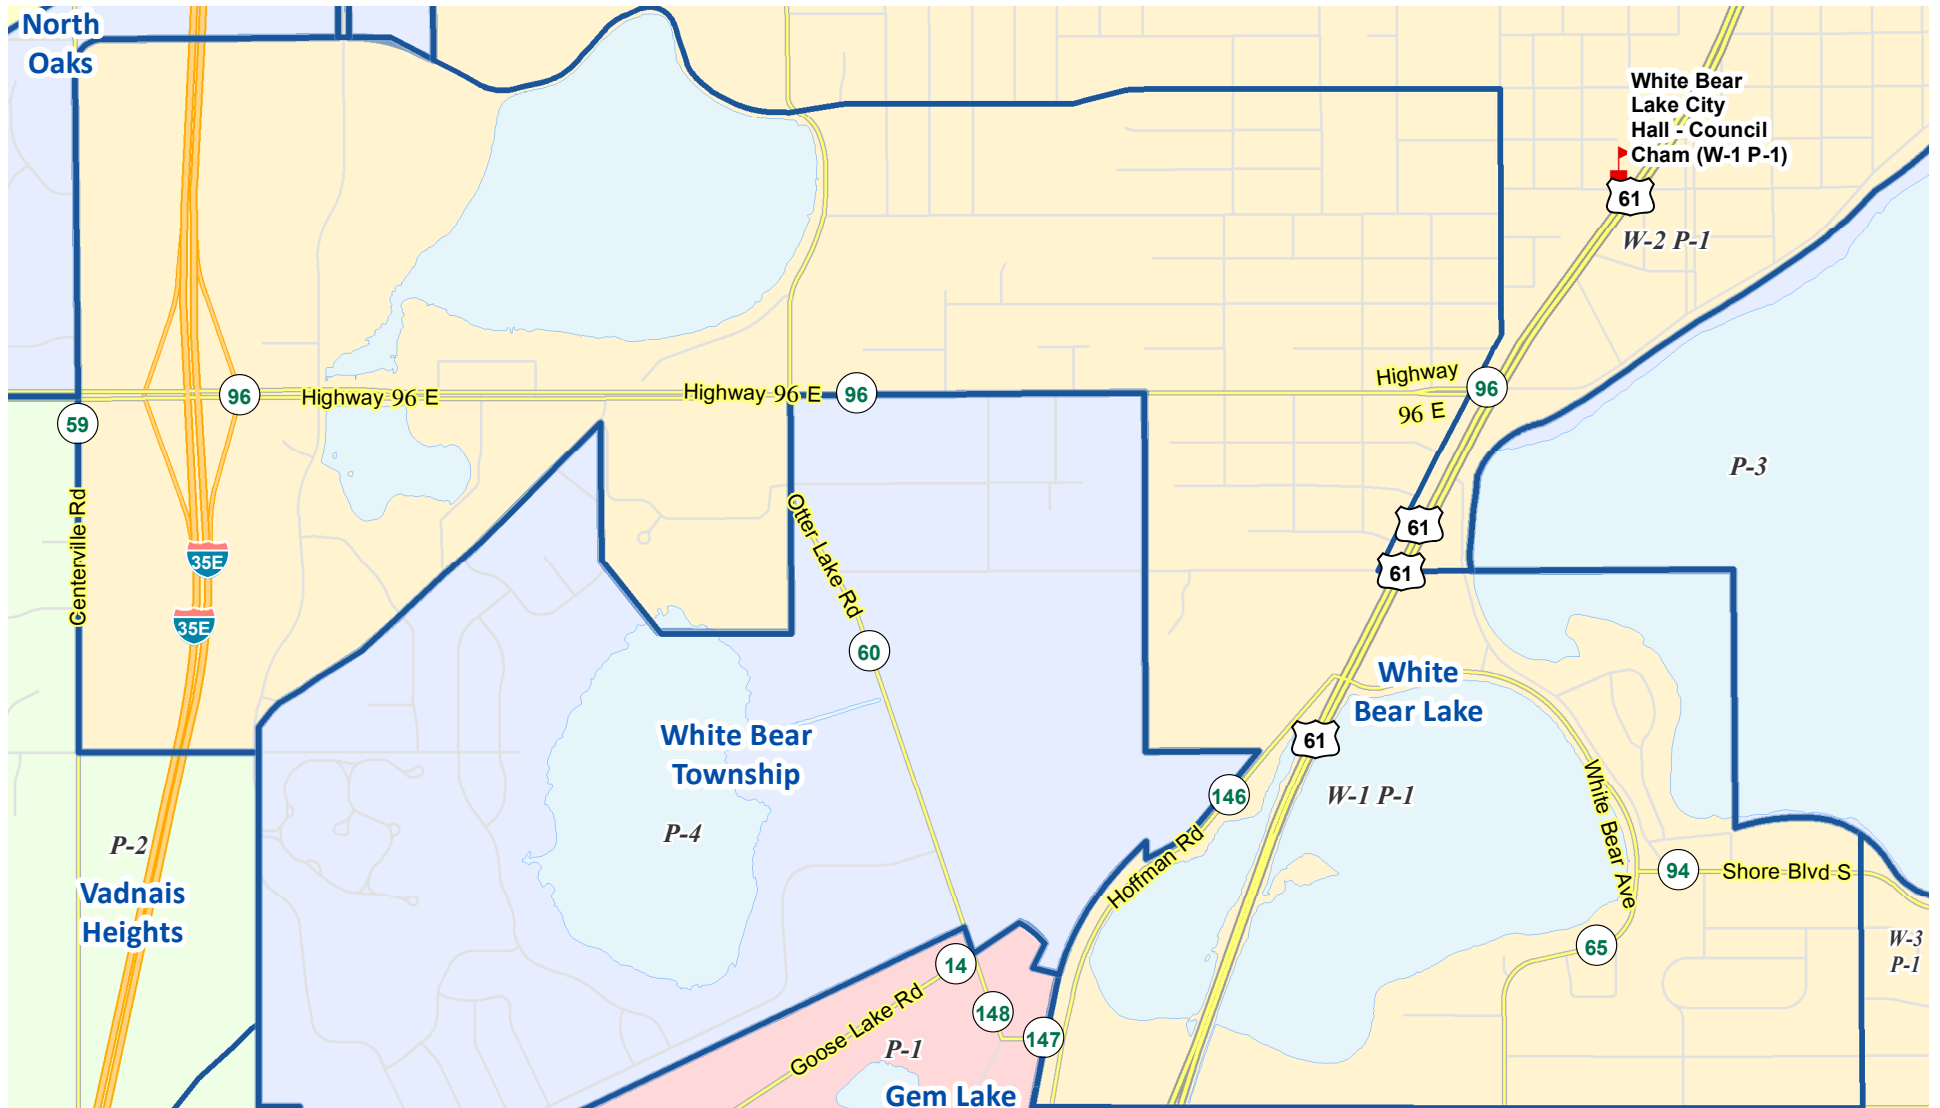 North
Oaks
White Bear
Lake City
Hall - Council
Cham (W-1 P-1)
61
W-2 P-1
96
Highway 96 E
Highway 96 E
96
Highway
96 E
96
59
P-3
Centerville Rd
Otter Lake Rd
61
35E
61
35E
60
White
Bear Lake
White Bear
Township
61
146
W-1 P-1
White Bear Ave
P-4
P-2
Hoffman Rd
94
Shore Blvd S
Vadnais
Heights
65
W-3
P-1
14
148
Goose Lake Rd
147
P-1
Gem Lake